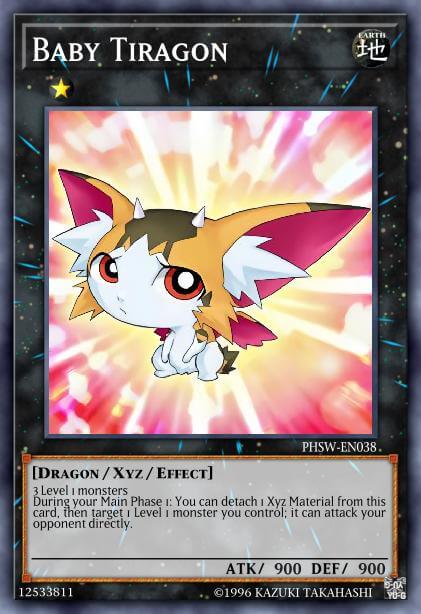 BABY TIRAGON
EARTH
地
PHSW-EN038
[DRAGON / XYZ / EFFECT]
3 Level 1 monsters
During your Main Phase 1: You can detach 1 Xyz Material from this
card, then target 1 Level 1 monster you control; it can attack your
opponent directly.
ATK/ 900 DEF/ 900
12533811
©1996 KAZUKI TAKAHASHI